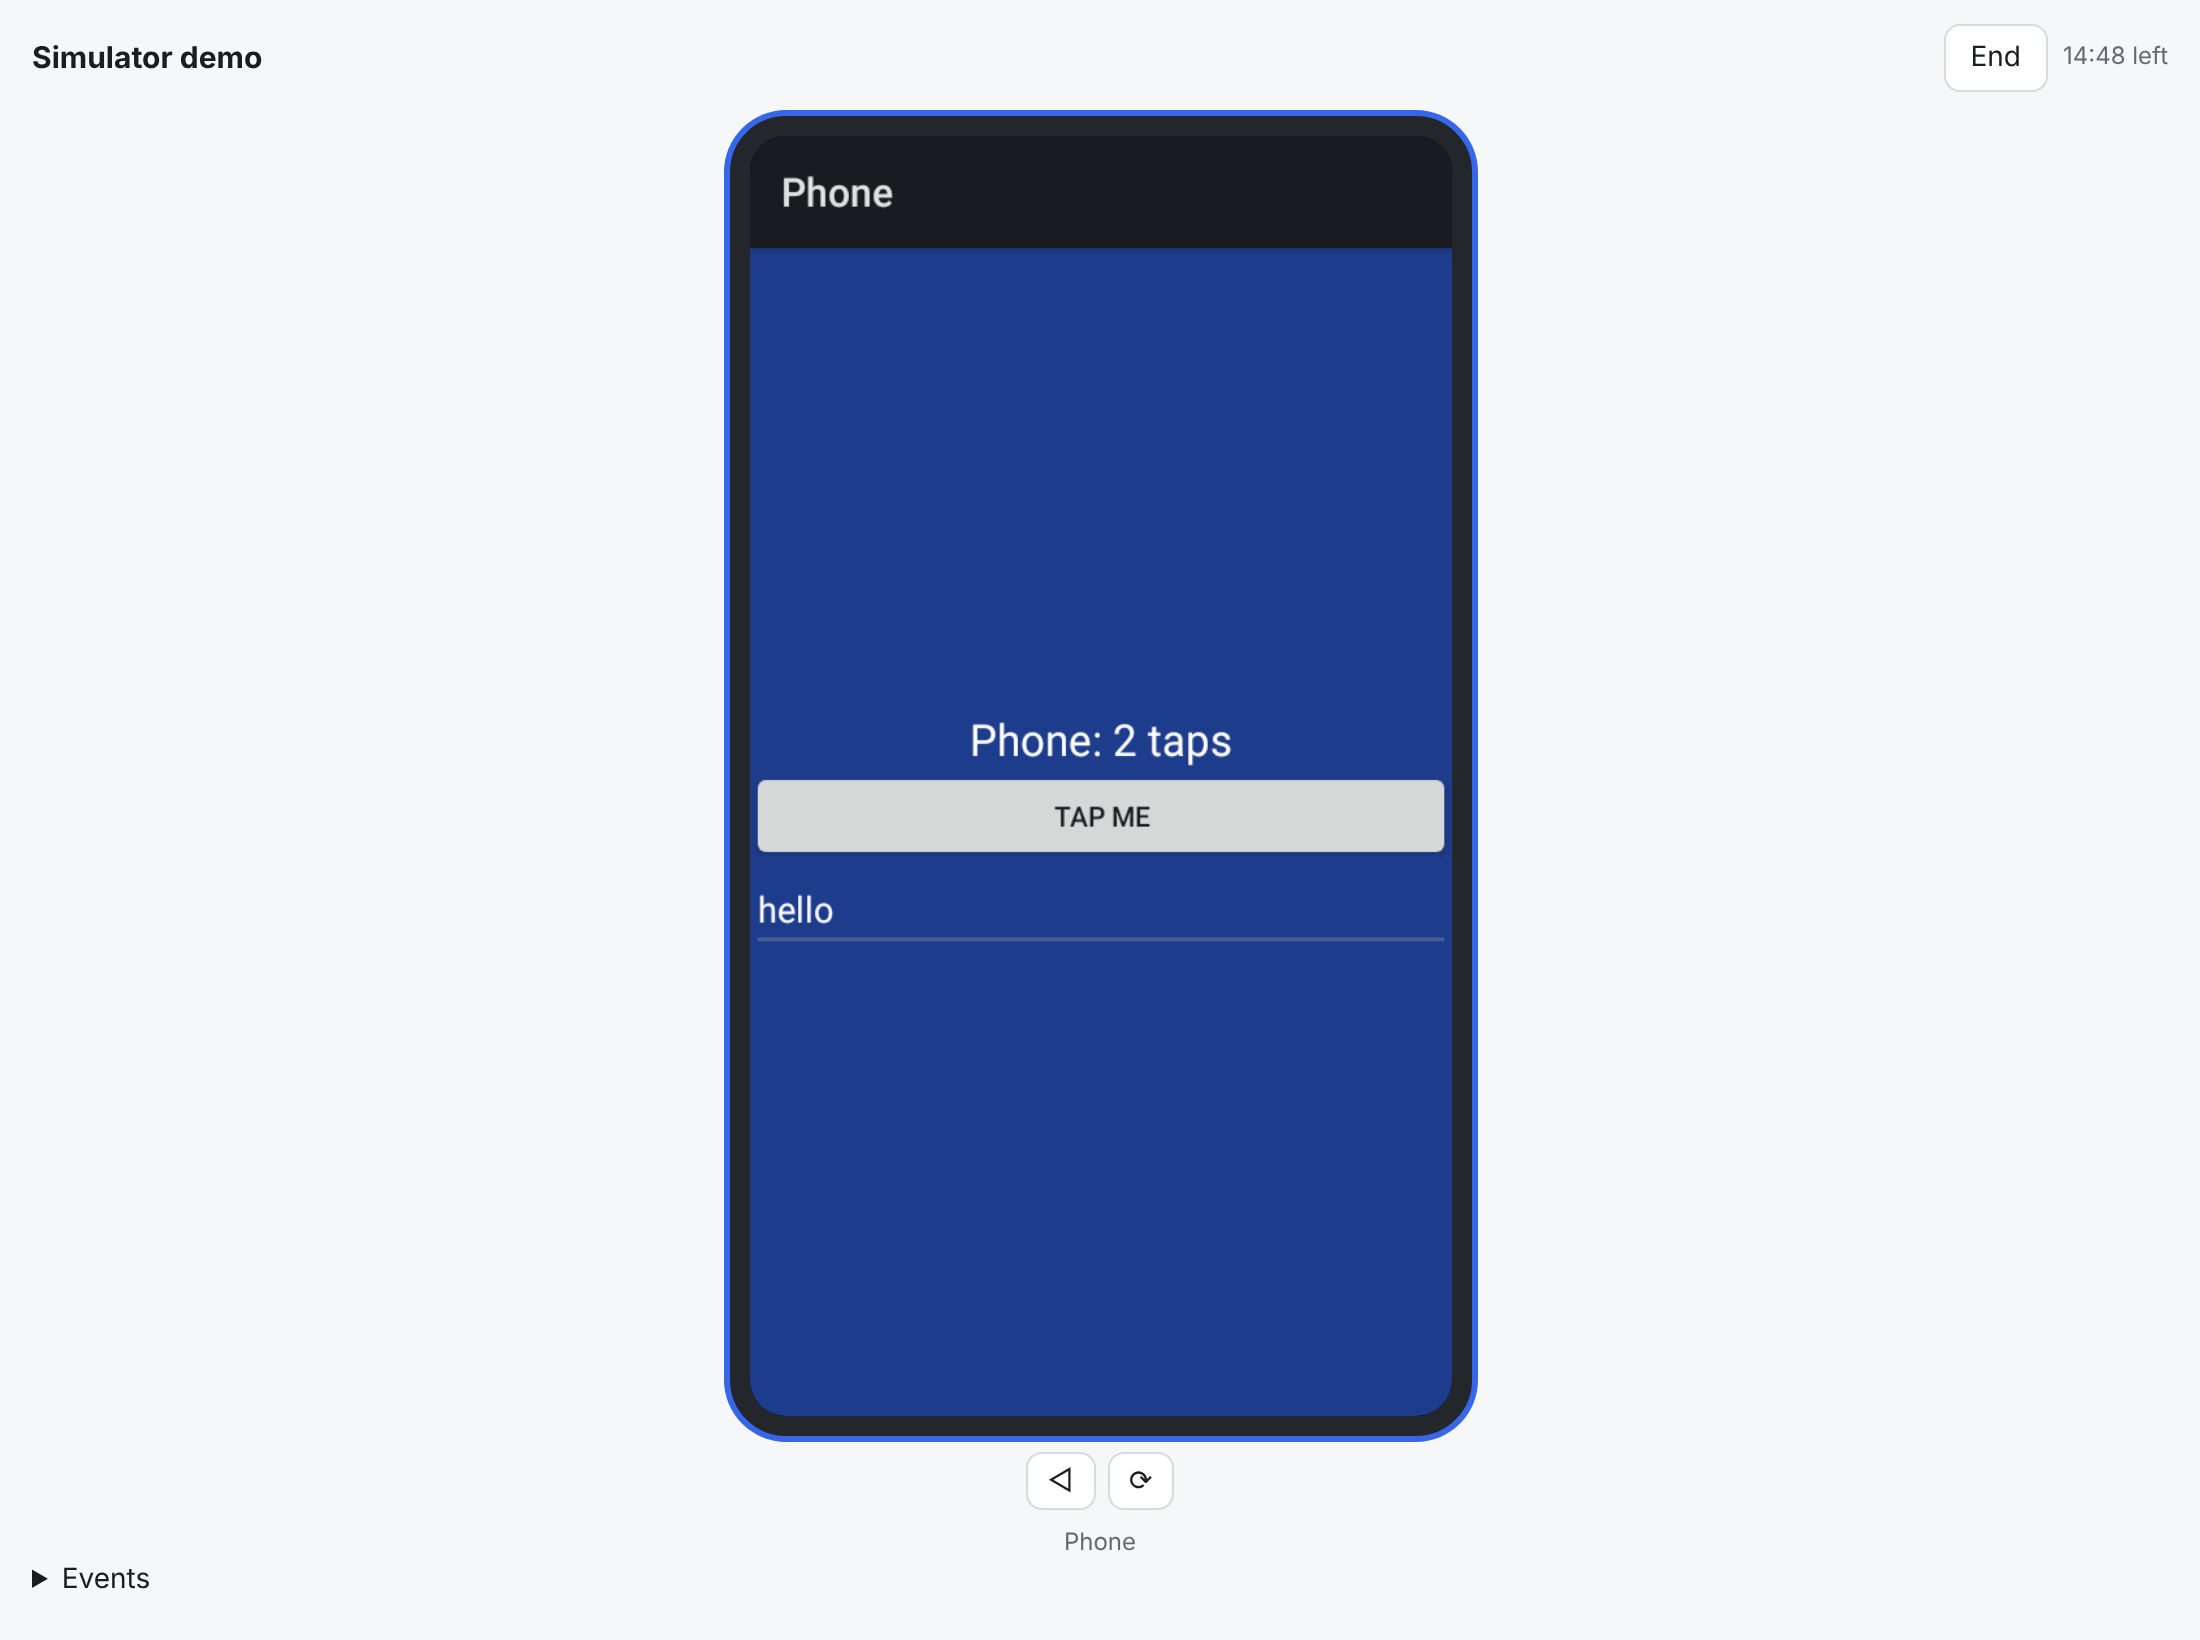 Simulator demo
End
14:48 left
Phone
Phone: 2 taps
TAP ME
hello
Phone
Events